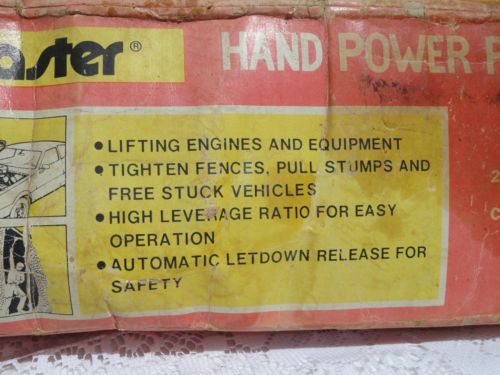 aster®
HAND POWER P
• LIFTING ENGINES AND EQUIPMENT
• TIGHTEN FENCES, PULL STUMPS AND
FREE STUCK VEHICLES
• HIGH LEVERAGE RATIO FOR EASY
OPERATION
• AUTOMATIC LETDOWN RELEASE FOR
SAFETY
2
C